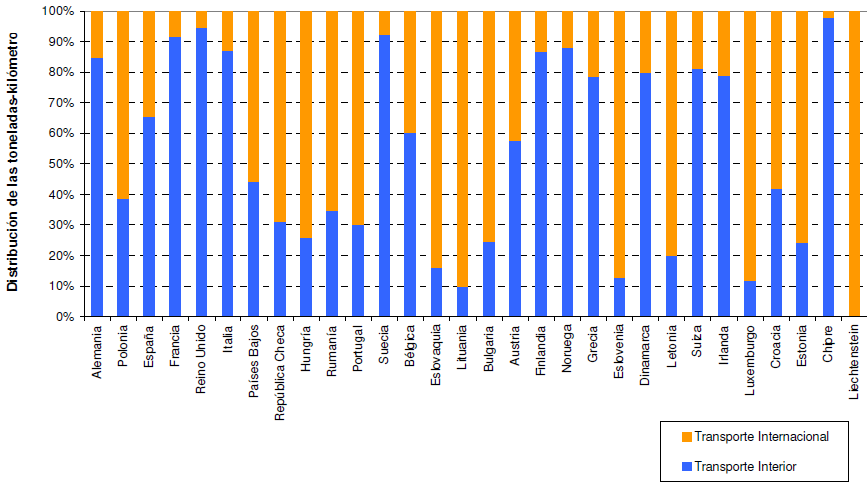 Distribución de las toneladas-kilómetro
100%
90%
80%
70%
60%
50%
40%
30%
20%
10%
0%
Alemania
Polonia
España
Francia
Reino Unido
Italia
Países Bajos
República Checa
Hungría
Rumanía
Portugal
Suecia
Bélgica
Eslovaquia
Lituania
Bulgaria
Austria
Finlandia
Noruega
Grecia
Eslovenia
Dinamarca
Letonia
Suiza
Irlanda
Luxemburgo
Croacia
Estonia
Chipre
Liechtenstein
Transporte Internacional
Transporte Interior